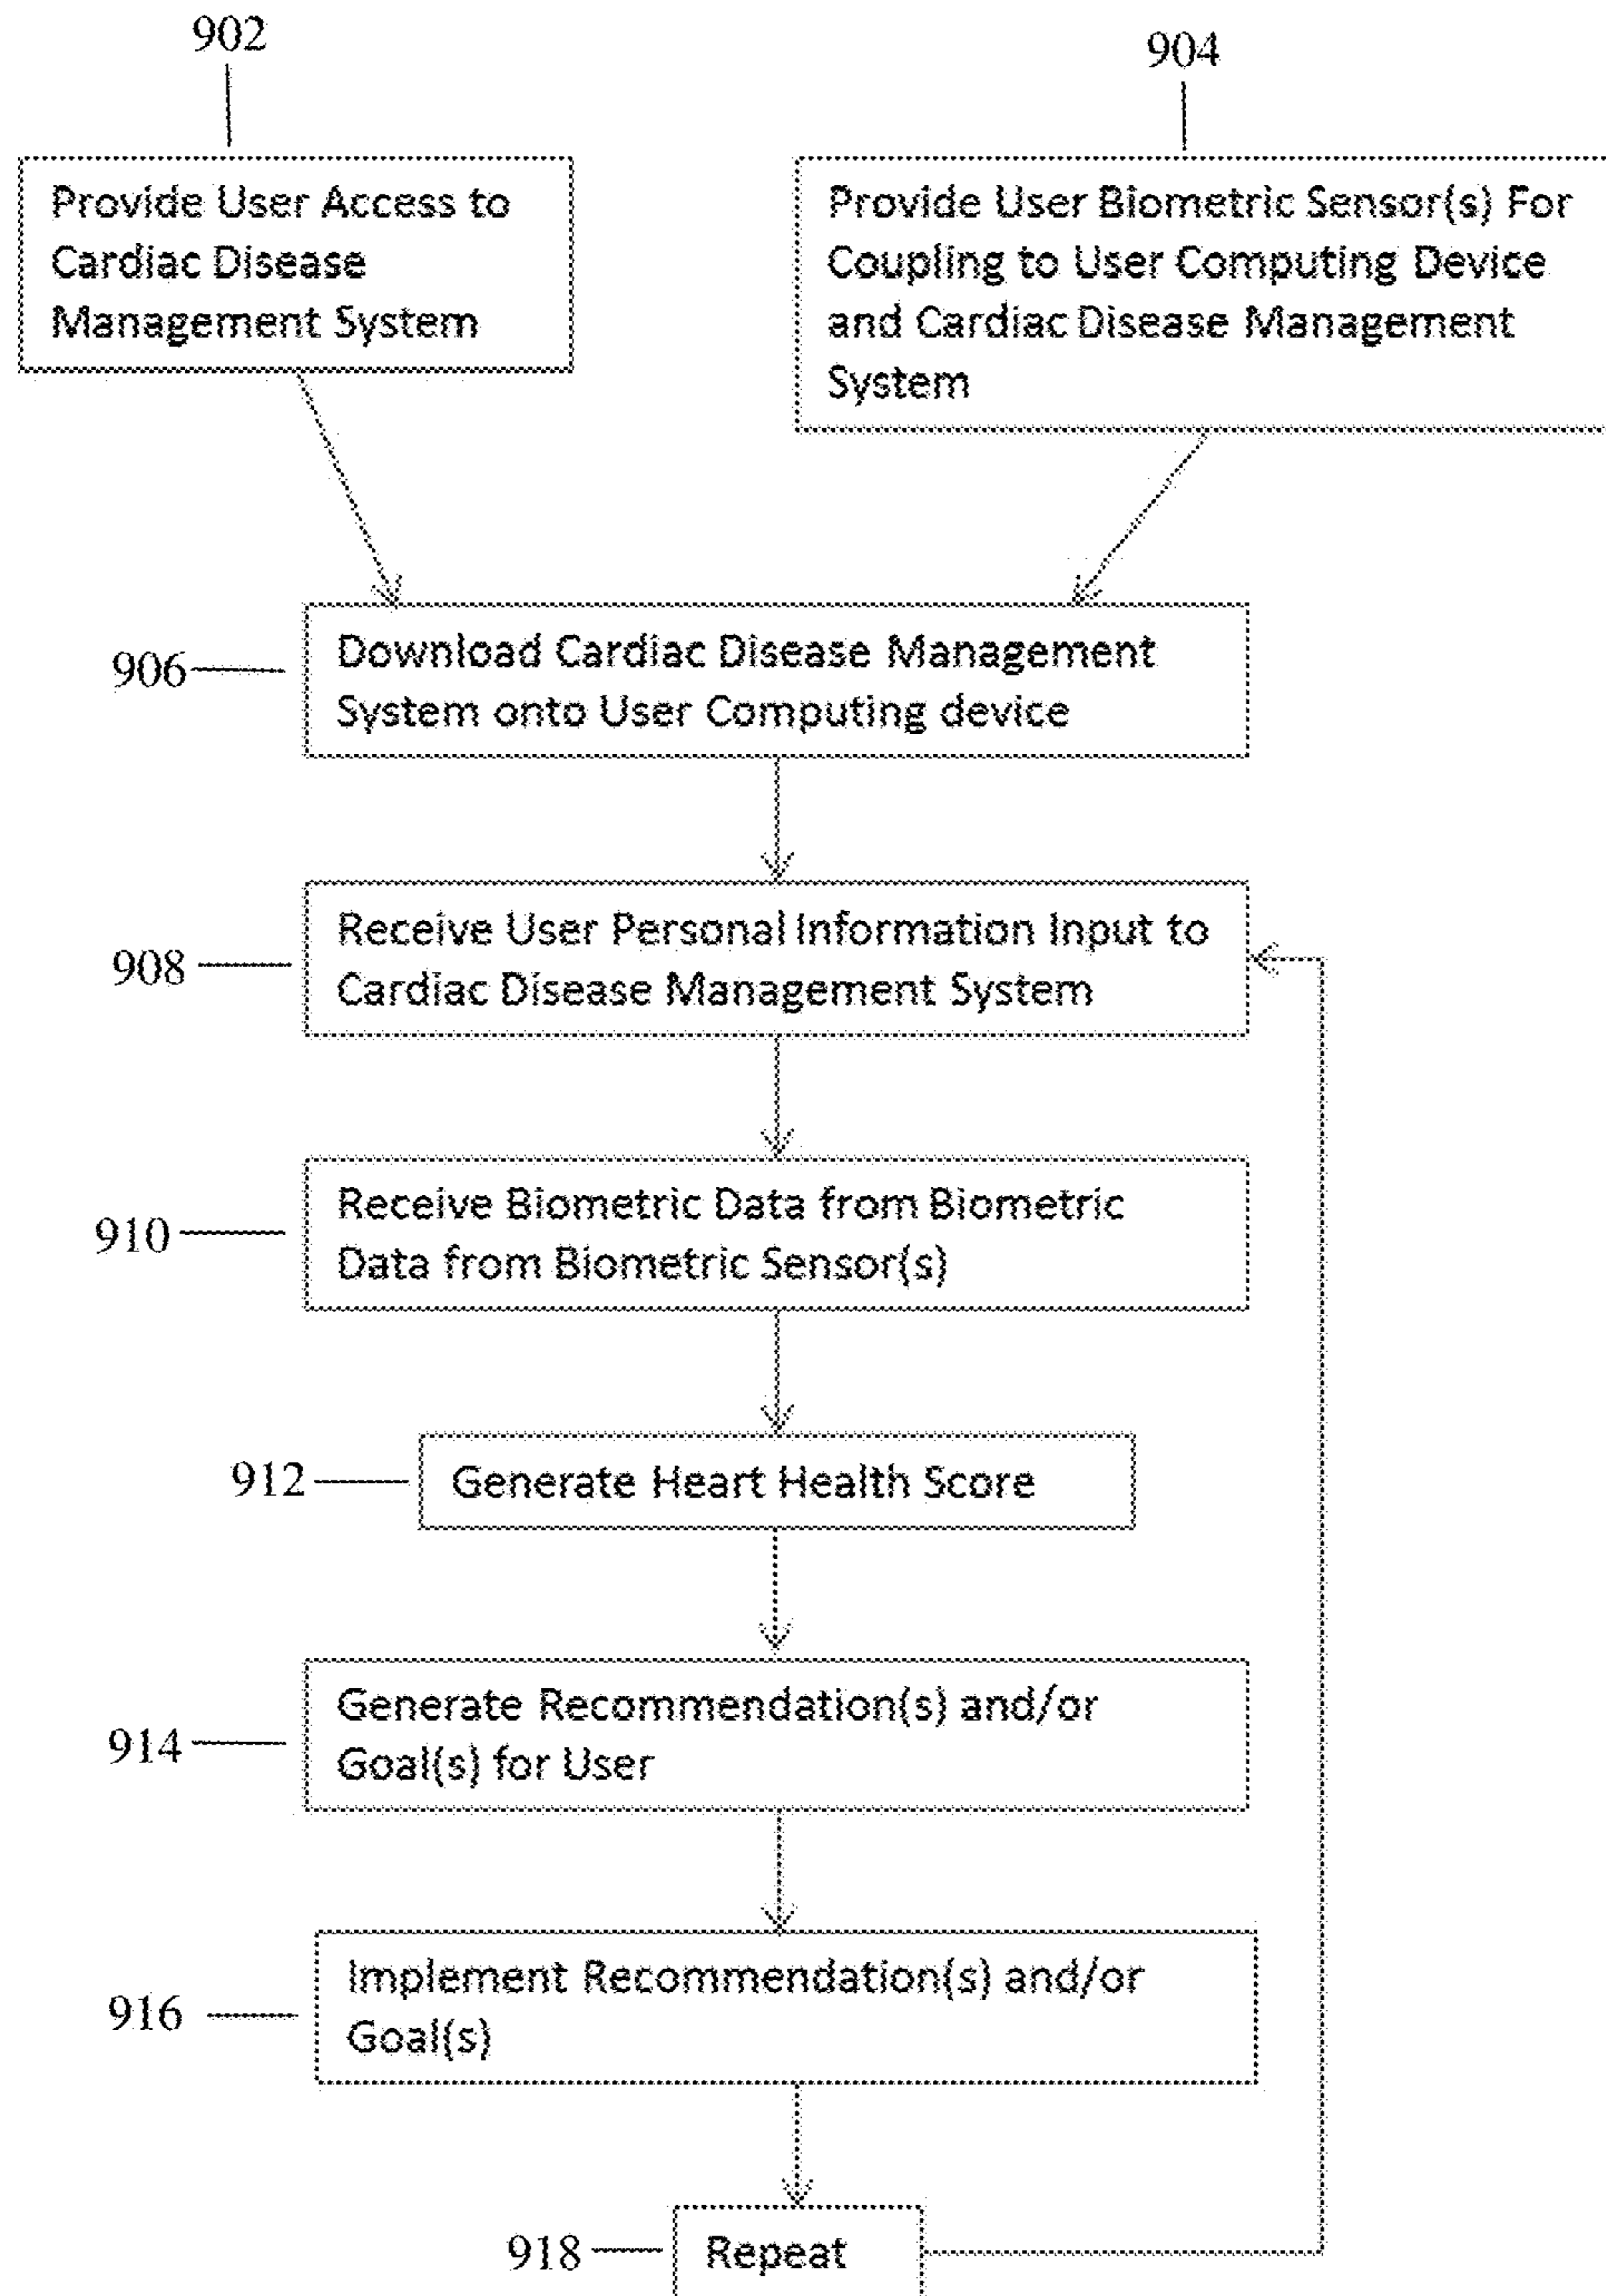 902
904
Provide User Access to
Cardiac Disease
Management System
Provide User Biometric Sensor(s) For
Coupling to User Computing Device
and Cardiac Disease Management
System
906
Download Cardiac Disease Management
System onto User Computing device
908
Receive User Personal Information Input to
Cardiac Disease Management System
910
Receive Biometric Data from Biometric
Data from Biometric Sensor(s)
912
Generate Heart Health Score
914
Generate Recommendation(s) and/or
Goal(s) for User
916
Implement Recommendation(s) and/or
Goal(s)
918
Repeat